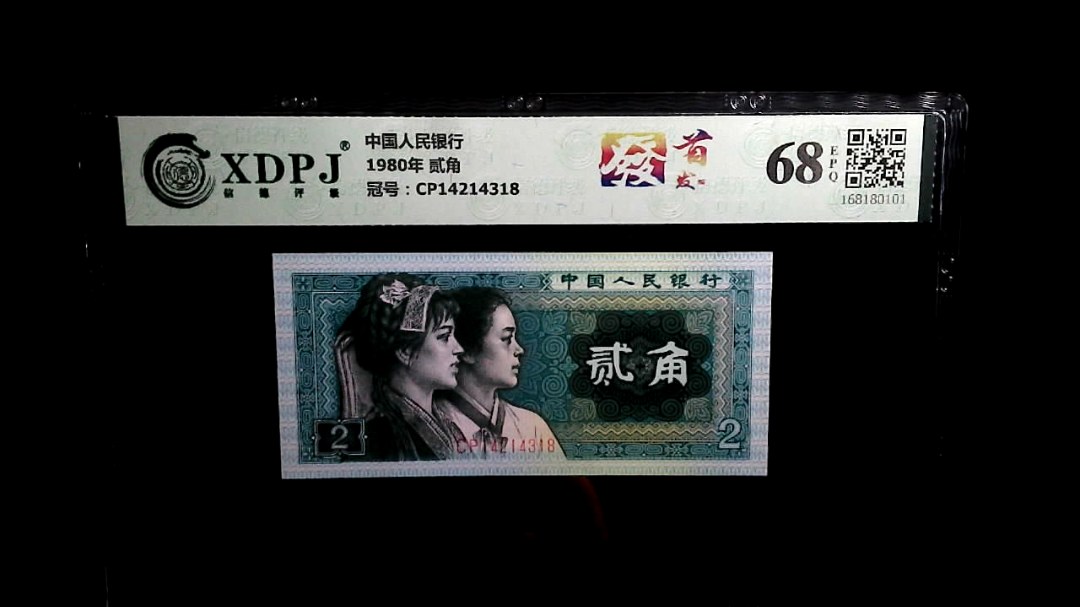 XDPJ®
信德评级
中国人民银行
1980年 贰角
冠号：CP14214318
發
首发
68
EPQ
168180101
中国人民银行
贰角
2
2
CP14214318